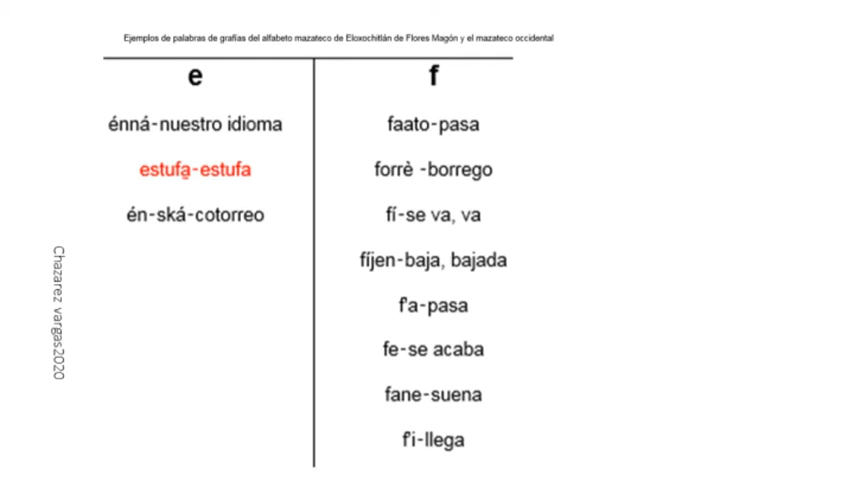 Ejemplos de palabras de grafías del alfabeto mazateco de Eloxochitlán de Flores Magón y el mazateco occidental
e
énná-nuestro idioma
estufa̱-estufa
én-ská-cotorreo
f
faato-pasa
forrè -borrego
fí-se va, va
fíjen-baja, bajada
f'a-pasa
fe-se acaba
fane-suena
f'i-llega
Chazarez vargas2020